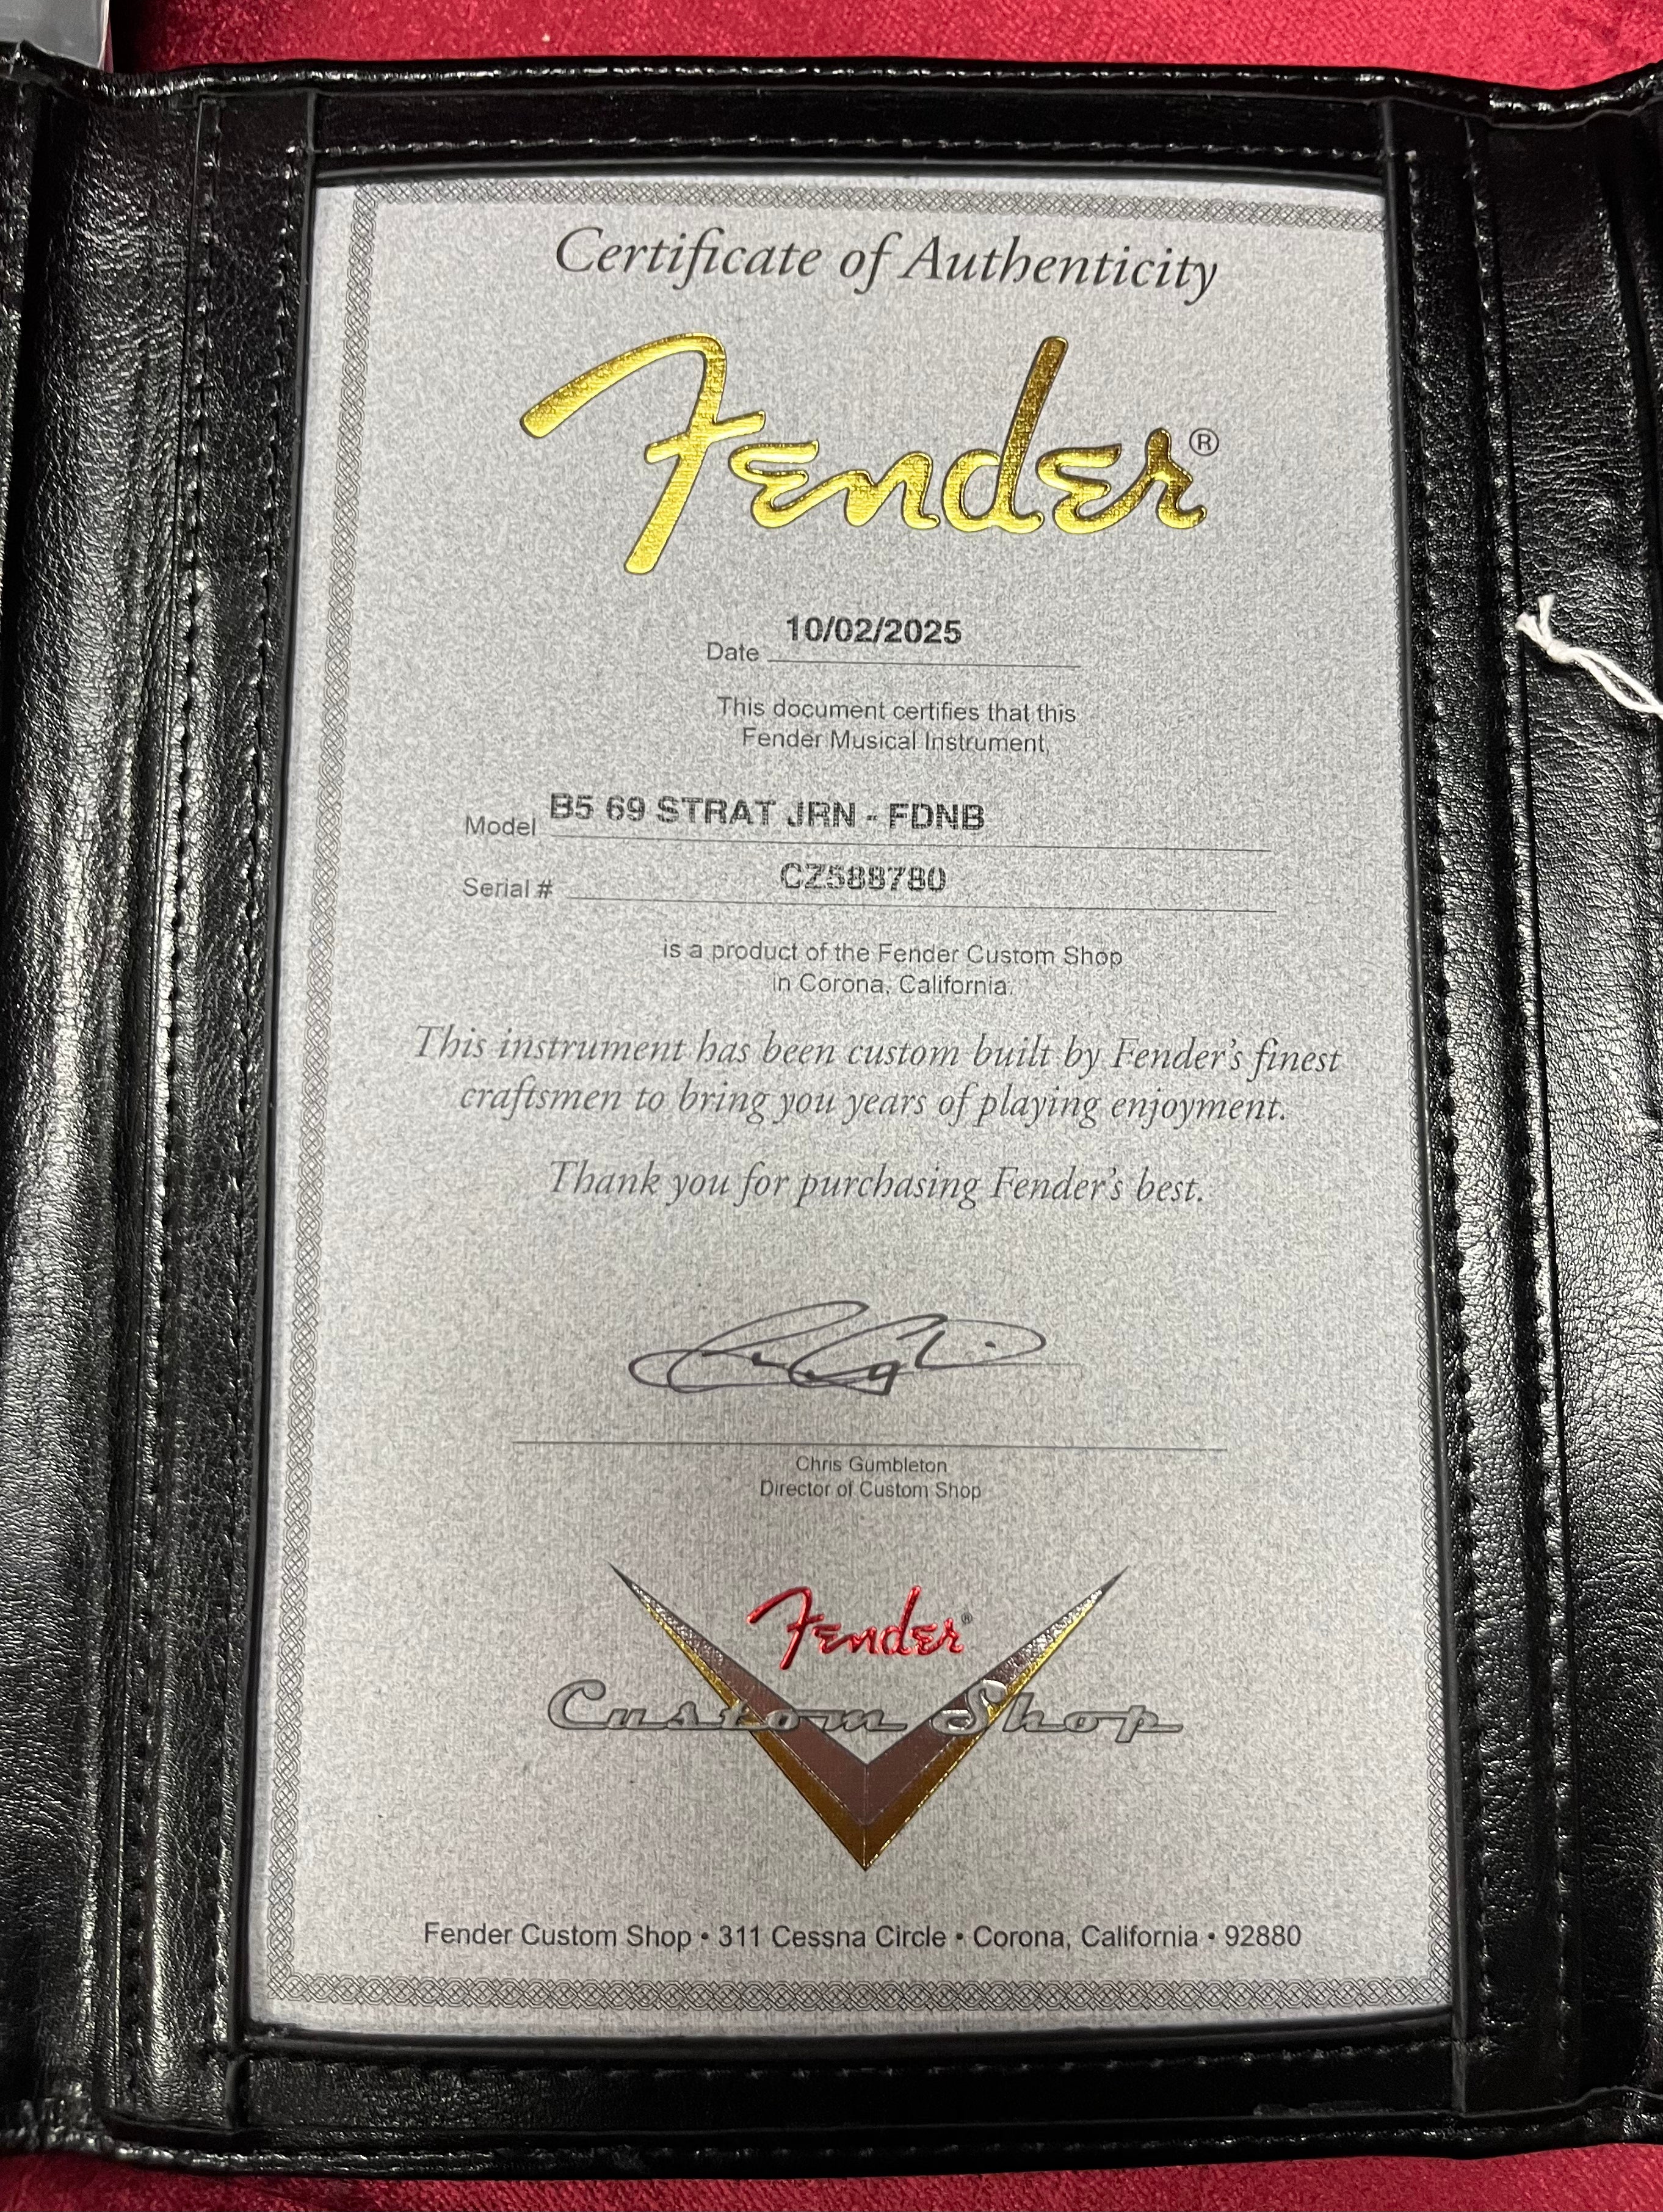 Certificate of Authenticity
Fender®
Date 10/02/2025
This document certifies that this
Fender Musical Instrument,
Model B5 69 STRAT JRN - FDNB
Serial # CZ588780
is a product of the Fender Custom Shop
in Corona, California.
This instrument has been custom built by Fender's finest
craftsmen to bring you years of playing enjoyment.
Thank you for purchasing Fender's best.
Chris Gumbleton
Director of Custom Shop
Fender®
Custom Shop
Fender Custom Shop • 311 Cessna Circle • Corona, California • 92880